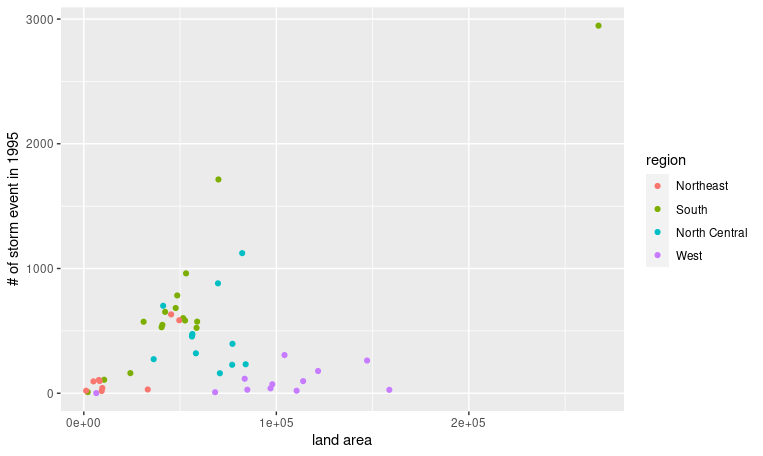 3000
2000
1000
0
# of storm event in 1995
0e+00
1e+05
2e+05
land area
region
Northeast
South
North Central
West